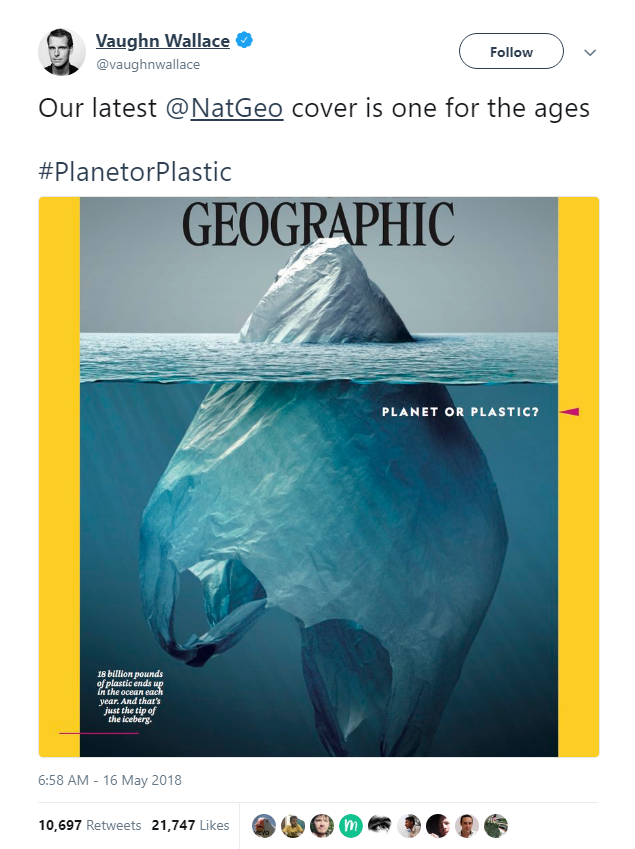 Vaughn Wallace
@vaughnwallace
Follow
Our latest @NatGeo cover is one for the ages
#PlanetorPlastic
GEOGRAPHIC
PLANET OR PLASTIC?
18 billion pounds
of plastic ends up
in the ocean each
year. And that's
just the tip of
the iceberg.
6:58 AM - 16 May 2018
10,697 Retweets 21,747 Likes
m